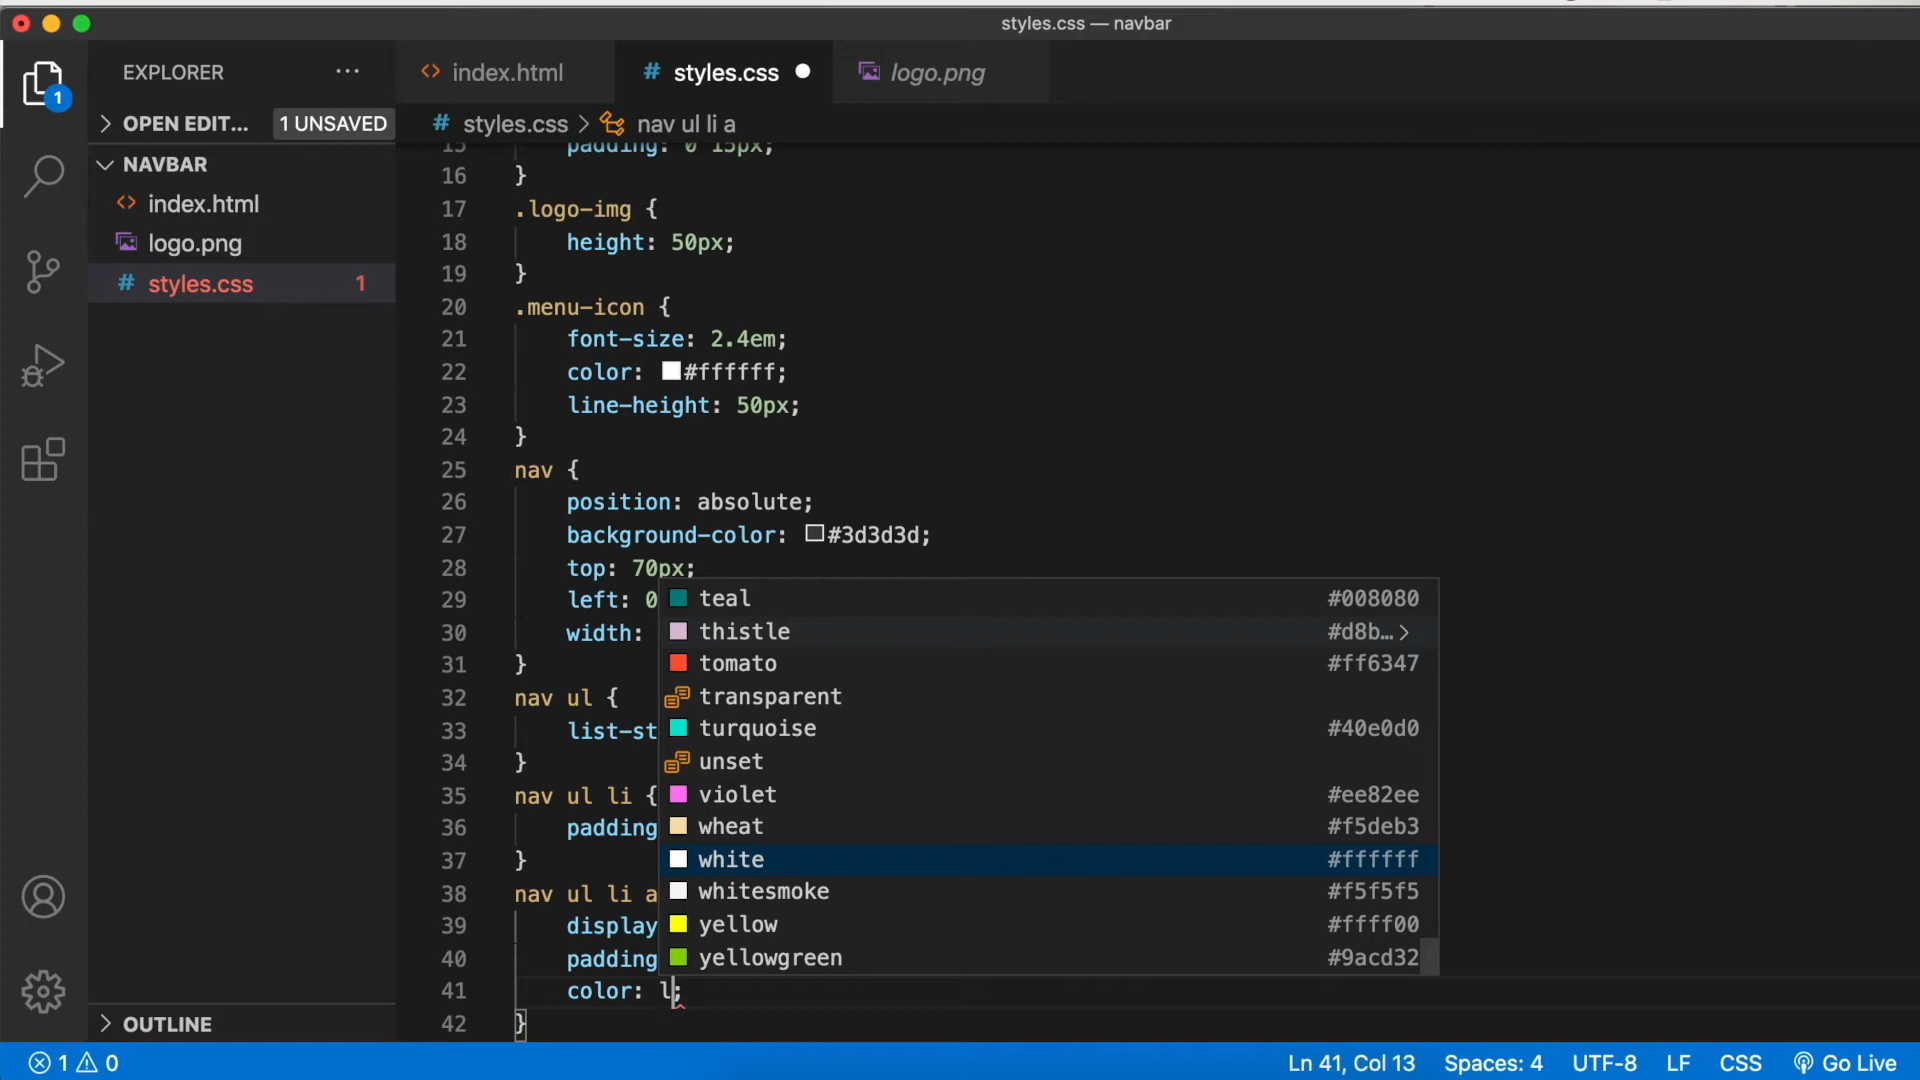 styles.css — navbar
EXPLORER ···
index.html
# styles.css
logo.png
1
OPEN EDIT... 1 UNSAVED
# styles.css > nav ul li a
NAVBAR
index.html
logo.png
# styles.css 1
15 padding: 0 15px;
16 }
17 .logo-img {
18 height: 50px;
19 }
20 .menu-icon {
21 font-size: 2.4em;
22 color: #ffffff;
23 line-height: 50px;
24 }
25 nav {
26 position: absolute;
27 background-color: #3d3d3d;
28 top: 70px;
29 left: 0
30 width:
31 }
32 nav ul {
33 list-st
34 }
35 nav ul li {
36 padding
37 }
38 nav ul li a
39 display
40 padding
41 color: l;
42 }
teal #008080
thistle #d8b... >
tomato #ff6347
transparent
turquoise #40e0d0
unset
violet #ee82ee
wheat #f5deb3
white #ffffff
whitesmoke #f5f5f5
yellow #ffff00
yellowgreen #9acd32
OUTLINE
1 0 Ln 41, Col 13 Spaces: 4 UTF-8 LF CSS Go Live